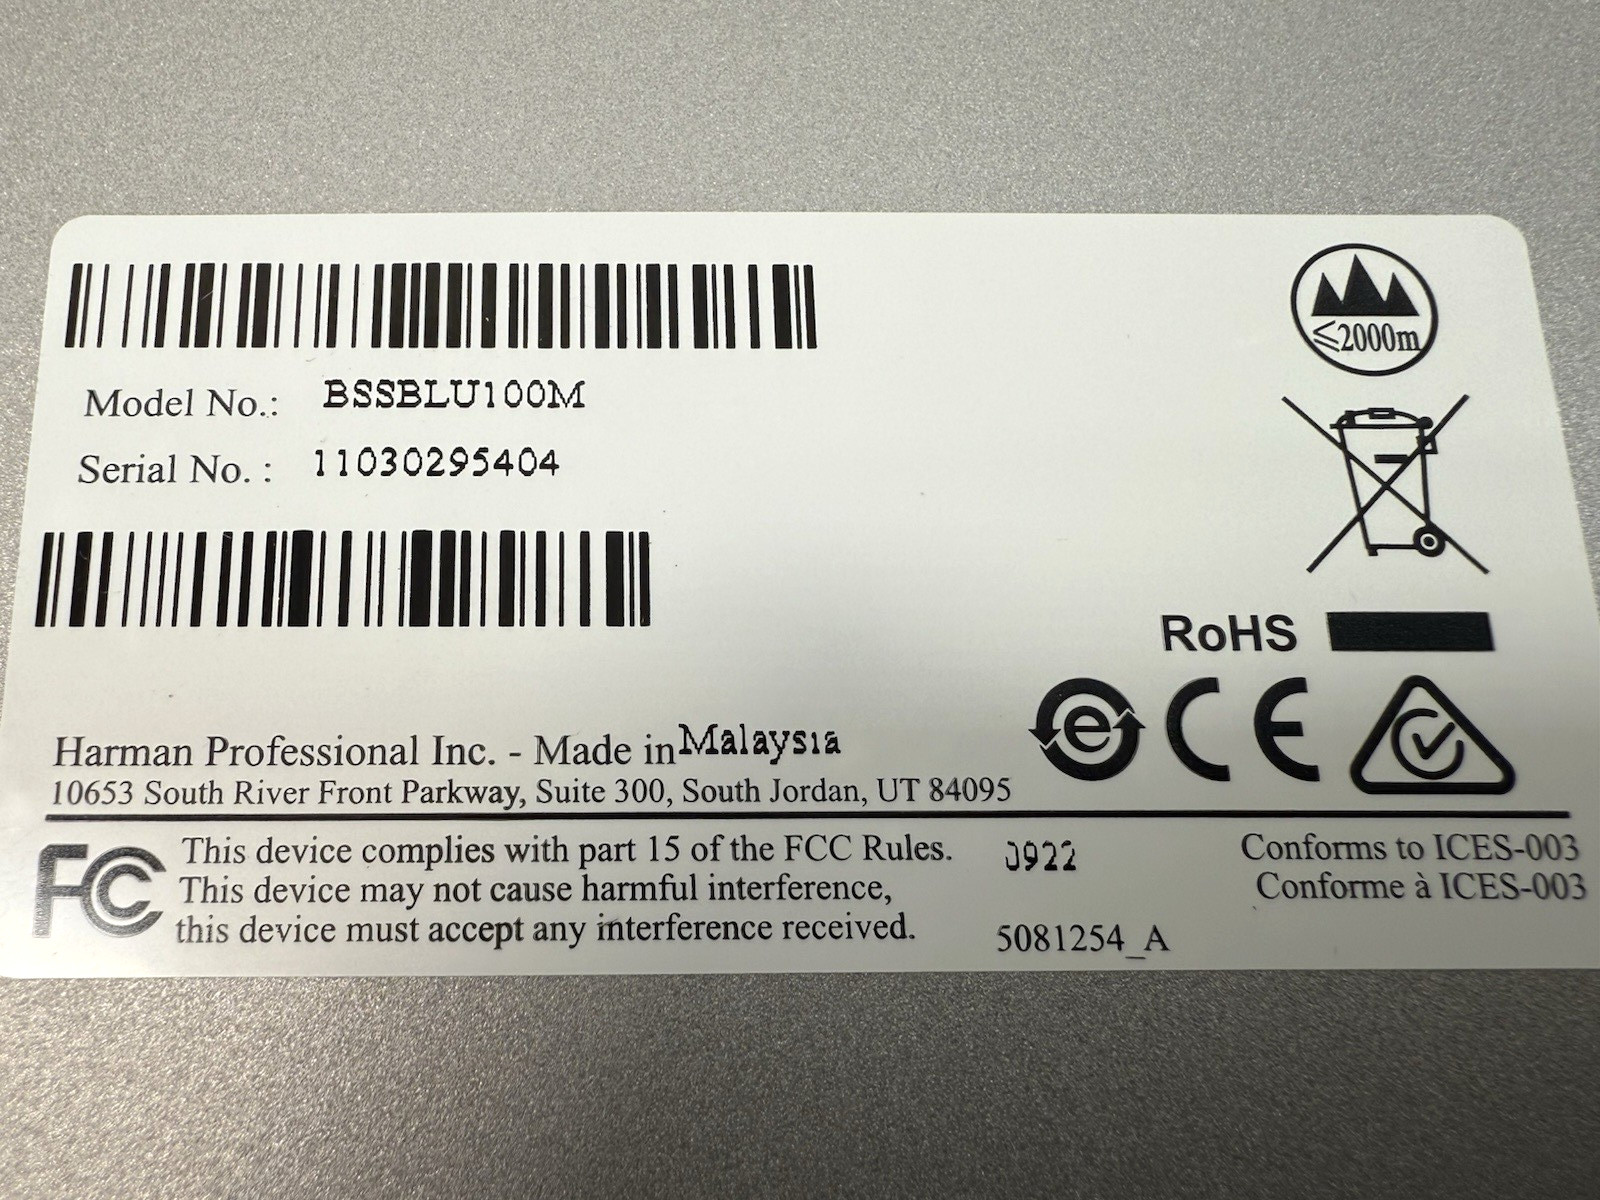 ≤2000m
Model No.: BSSBLU100M
Serial No. : 11030295404
RoHS
e CE
Harman Professional Inc. - Made in Malaysia
10653 South River Front Parkway, Suite 300, South Jordan, UT 84095
FC This device complies with part 15 of the FCC Rules.
This device may not cause harmful interference,
this device must accept any interference received.
0922
5081254_A
Conforms to ICES-003
Conforme à ICES-003